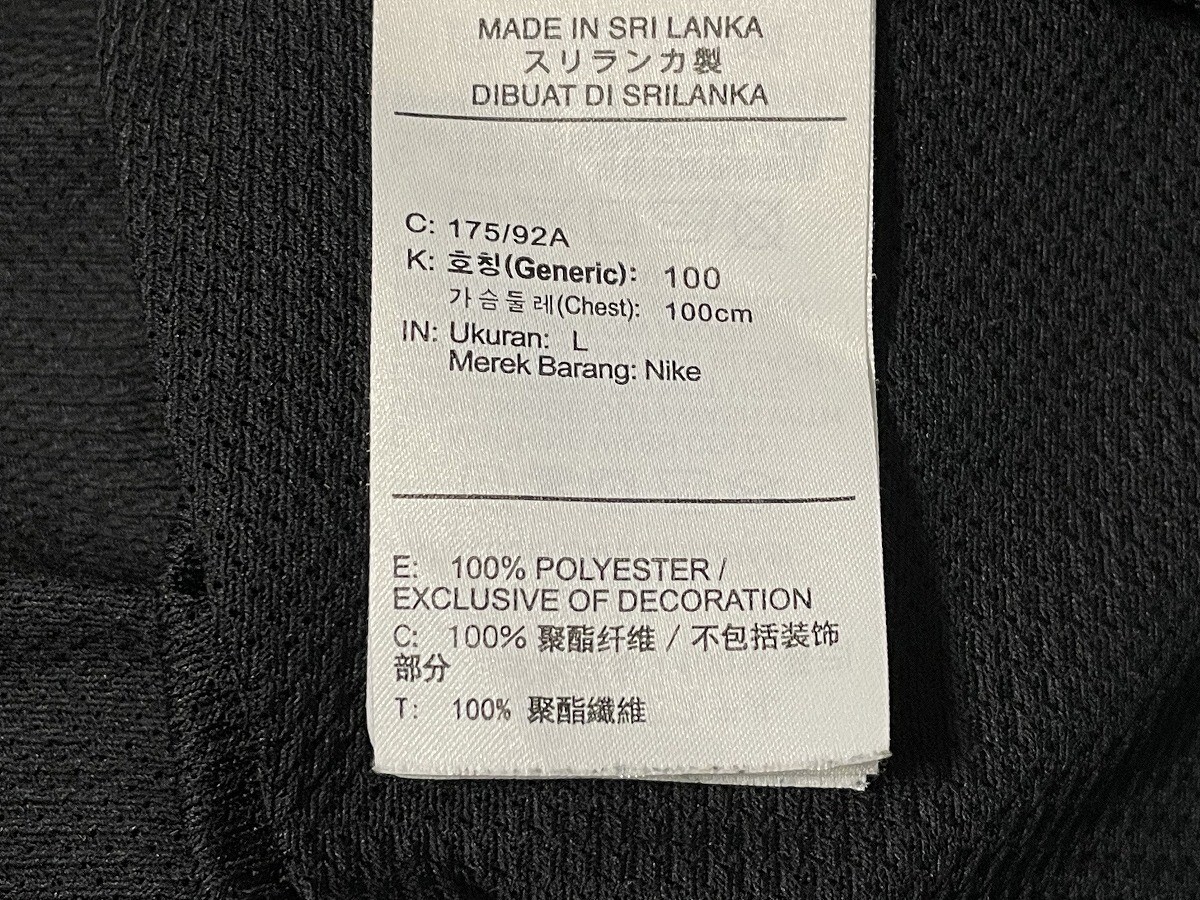 MADE IN SRI LANKA
スリランカ製
DIBUAT DI SRILANKA
C: 175/92A
K: 호칭(Generic): 100
가슴둘레(Chest): 100cm
IN: Ukuran: L
Merek Barang: Nike
E: 100% POLYESTER /
EXCLUSIVE OF DECORATION
C: 100% 聚酯纤维 / 不包括装饰
部分
T: 100% 聚酯纖維